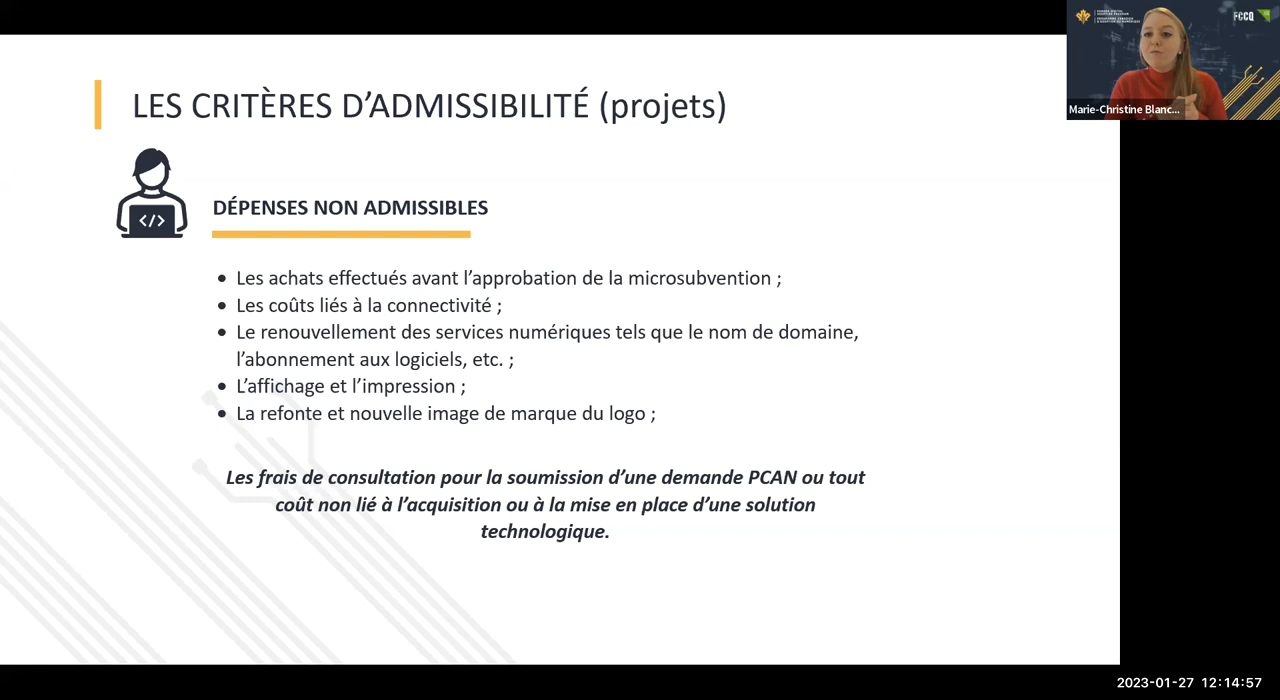 LES CRITÈRES D’ADMISSIBILITÉ (projets)
</>
DÉPENSES NON ADMISSIBLES
• Les achats effectués avant l’approbation de la microsubvention ;
• Les coûts liés à la connectivité ;
• Le renouvellement des services numériques tels que le nom de domaine,
l’abonnement aux logiciels, etc. ;
• L’affichage et l’impression ;
• La refonte et nouvelle image de marque du logo ;
Les frais de consultation pour la soumission d’une demande PCAN ou tout
coût non lié à l’acquisition ou à la mise en place d’une solution
technologique.
FCCQ
Marie-Christine Blanc...
2023-01-27 12:14:57